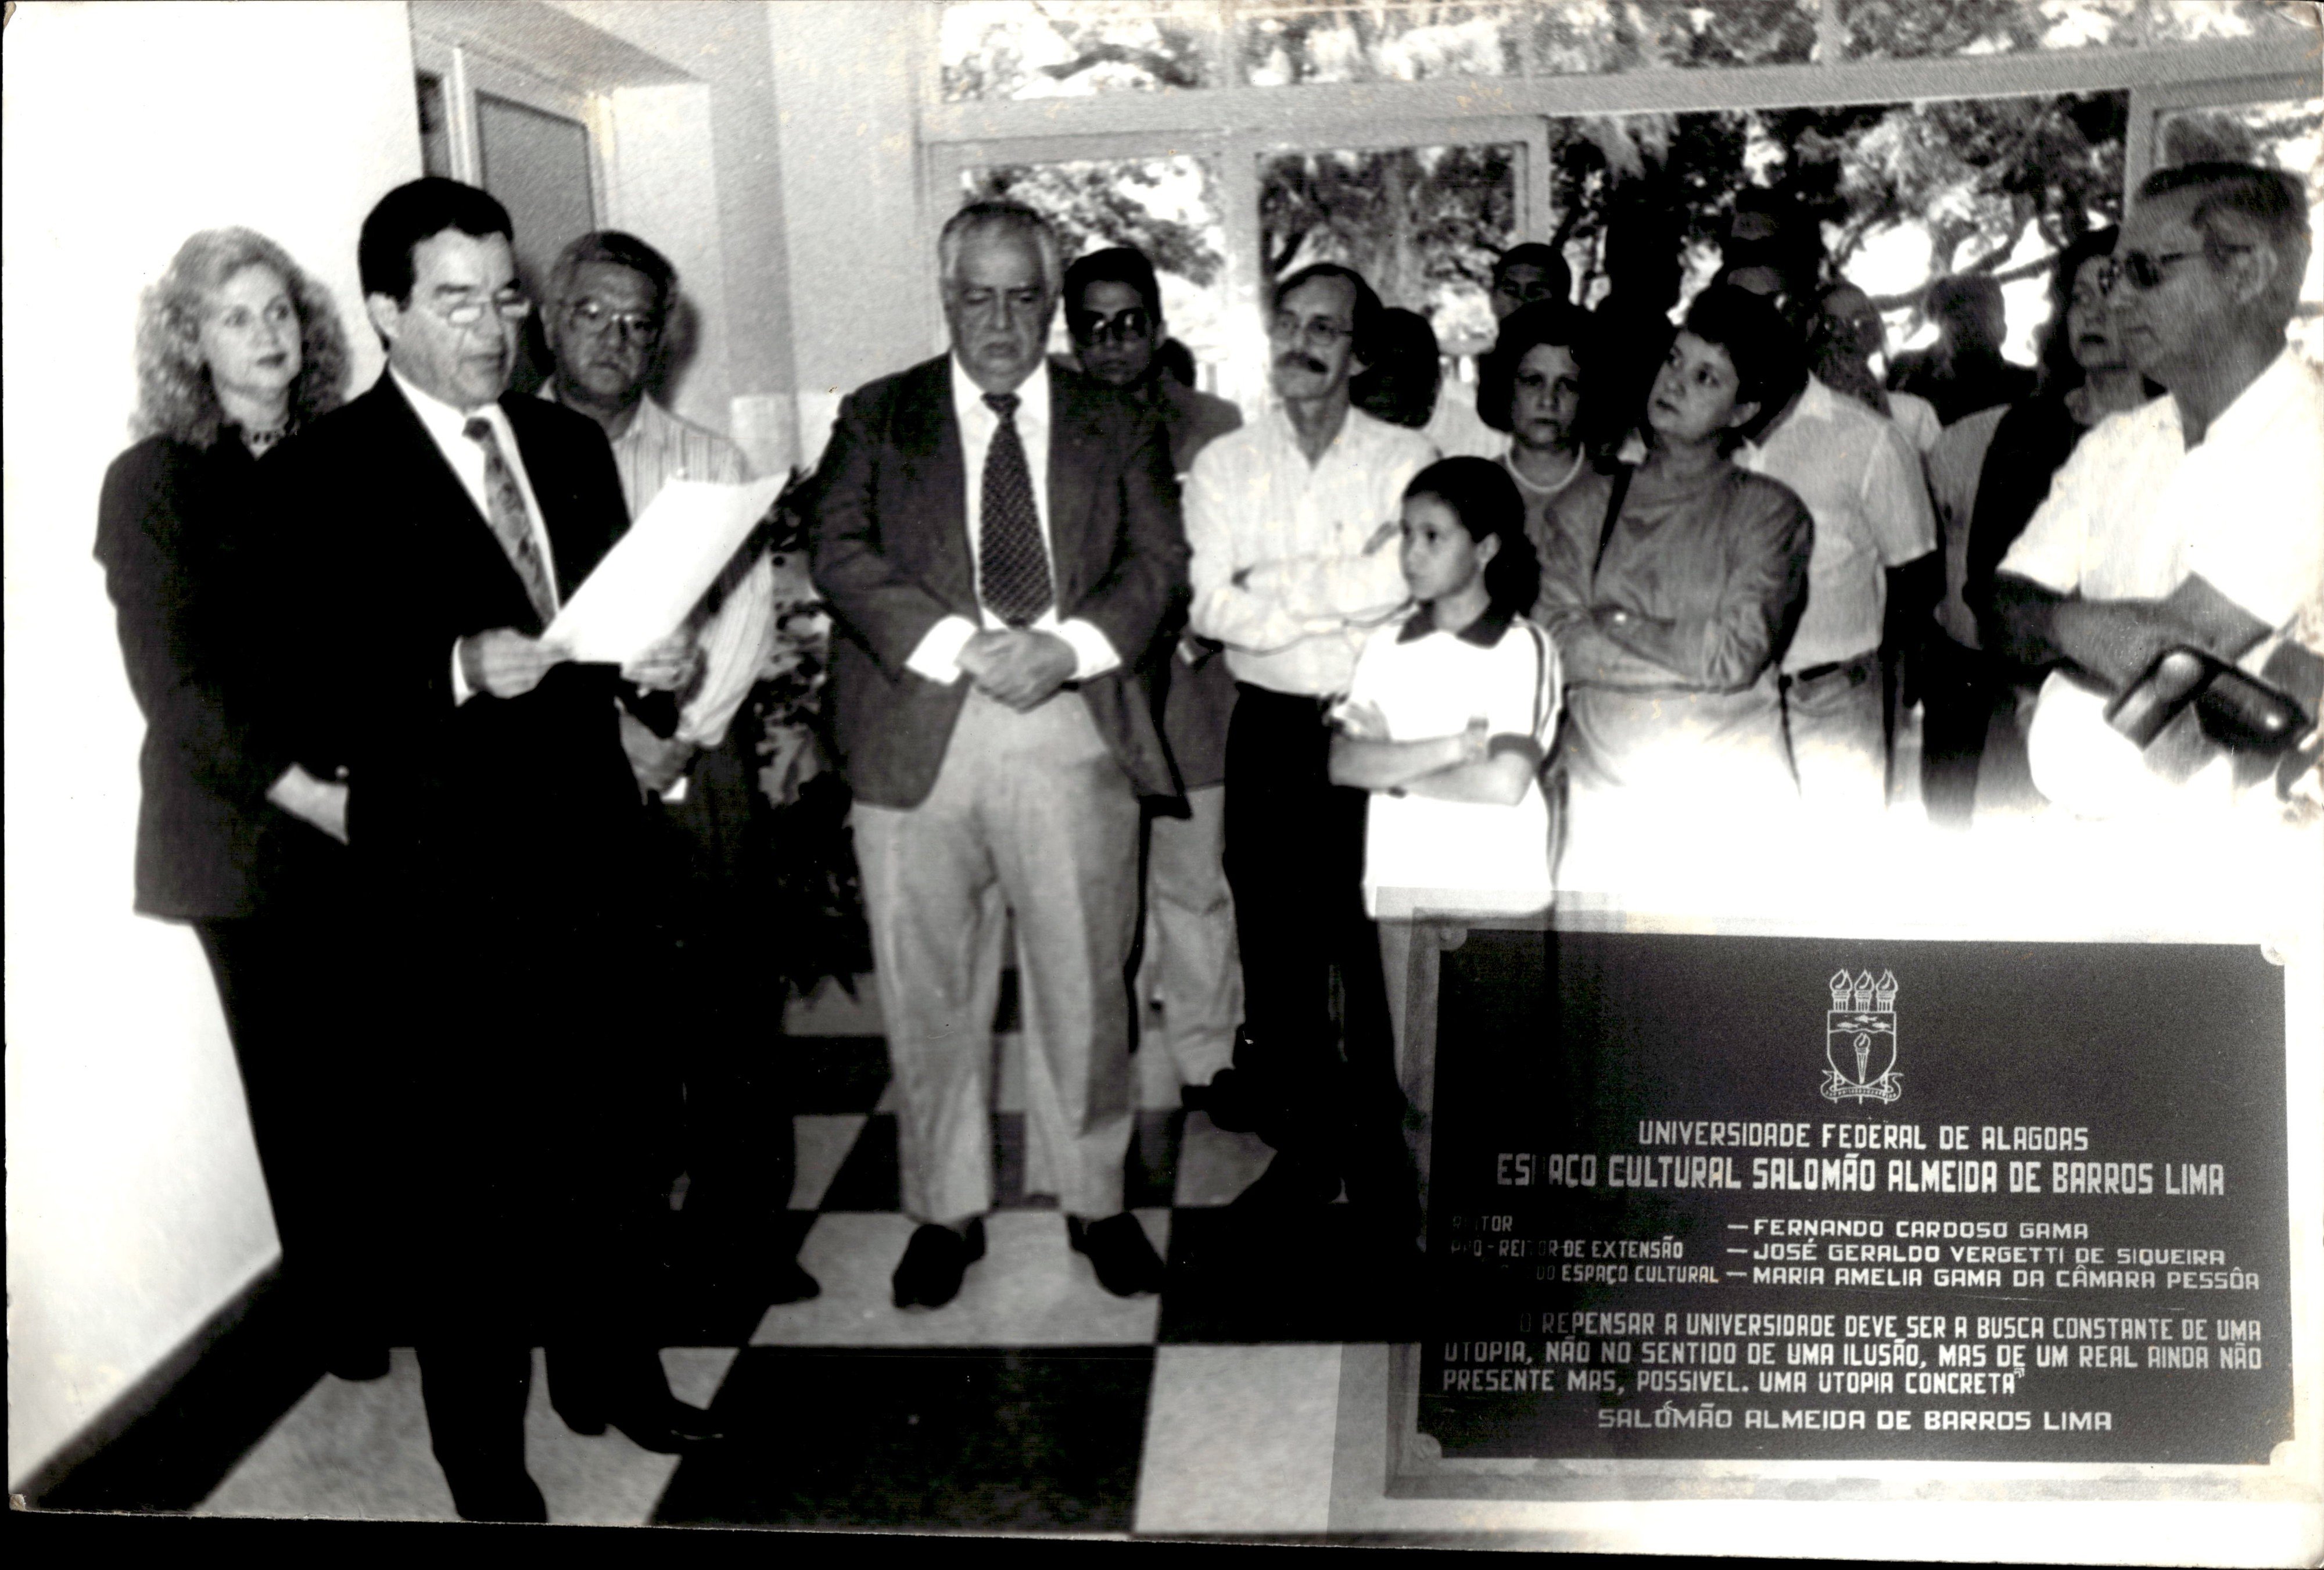 UNIVERSIDADE FEDERAL DE ALAGOAS
ESPAÇO CULTURAL SALOMÃO ALMEIDA DE BARROS LIMA
REITOR — FERNANDO CARDOSO GAMA
PRO-REITOR DE EXTENSÃO — JOSÉ GERALDO VERGETTI DE SIQUEIRA
DO ESPAÇO CULTURAL — MARIA AMELIA GAMA DA CÂMARA PESSÔA
O REPENSAR A UNIVERSIDADE DEVE SER A BUSCA CONSTANTE DE UMA
UTOPIA, NÃO NO SENTIDO DE UMA ILUSÃO, MAS DE UM REAL AINDA NÃO
PRESENTE MAS, POSSIVEL. UMA UTOPIA CONCRETA"
SALOMÃO ALMEIDA DE BARROS LIMA